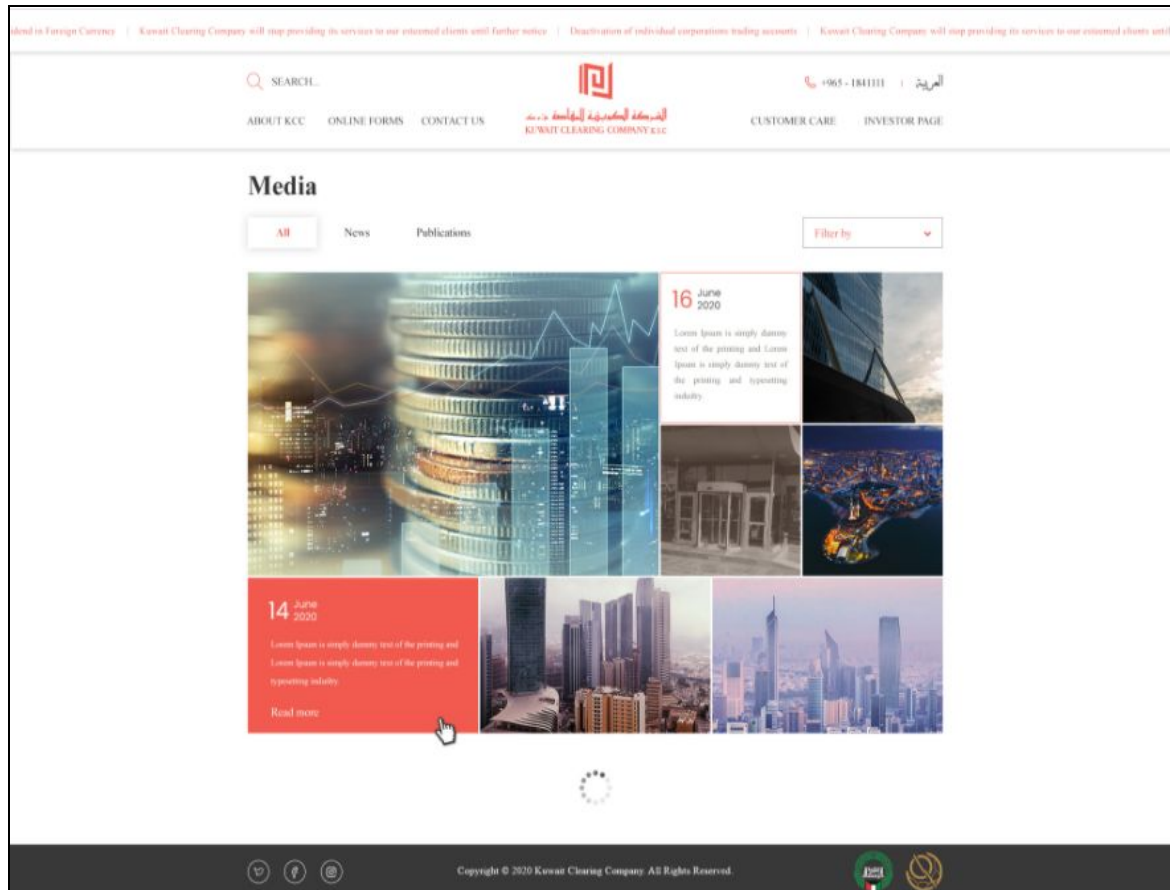 dend in Foreign Currency | Kuwait Clearing Company will stop providing its services to our esteemed clients until further notice | Deactivation of individual corporations trading accounts | Kuwait Clearing Company will stop providing its services to our esteemed clients until
SEARCH...
+965 - 1841111 | العربية
ABOUT KCC ONLINE FORMS CONTACT US
الشركة الكويتية للمقاصة
KUWAIT CLEARING COMPANY K.S.C
CUSTOMER CARE INVESTOR PAGE
Media
All News Publications
Filter by
16 June 2020
Lorem Ipsum is simply dummy
text of the printing and Lorem
Ipsum is simply dummy text of
the printing and typesetting
industry.
14 June 2020
Lorem Ipsum is simply dummy text of the printing and
Lorem Ipsum is simply dummy text of the printing and
typesetting industry.
Read more
Copyright © 2020 Kuwait Clearing Company. All Rights Reserved.